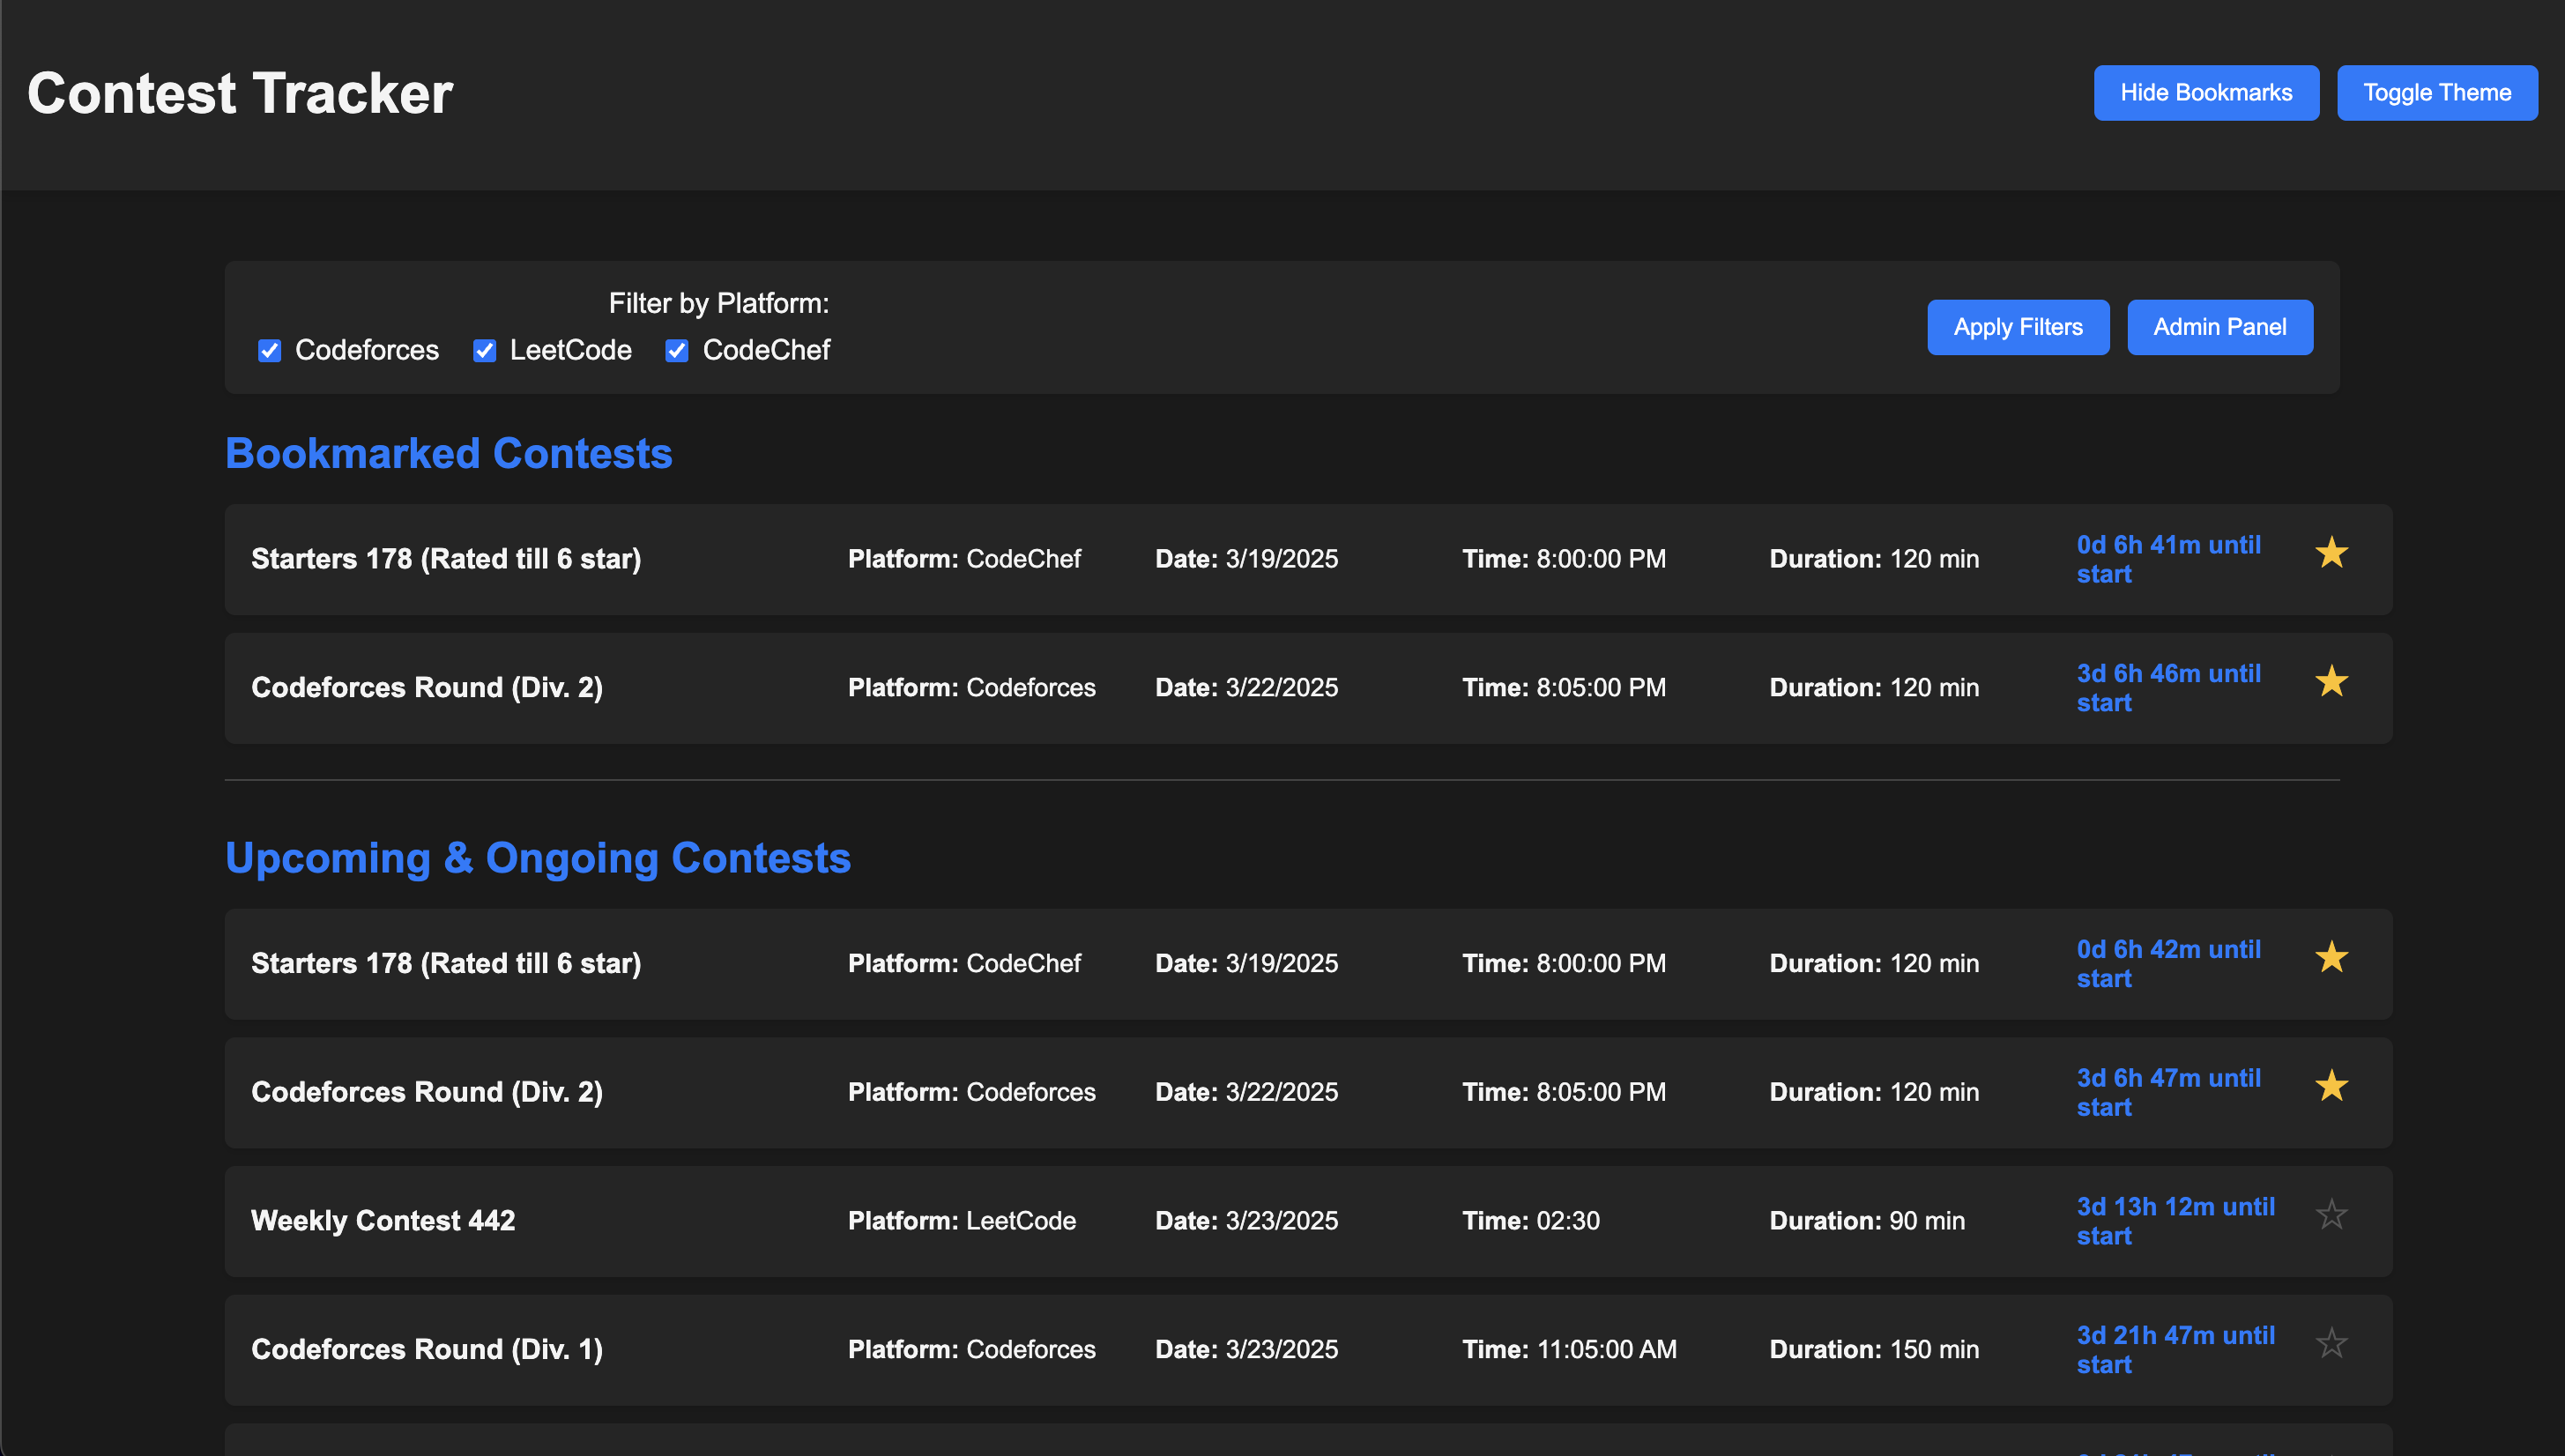 Contest Tracker
Hide Bookmarks
Toggle Theme
Filter by Platform:
Codeforces LeetCode CodeChef
Apply Filters
Admin Panel
Bookmarked Contests
Starters 178 (Rated till 6 star) Platform: CodeChef Date: 3/19/2025 Time: 8:00:00 PM Duration: 120 min 0d 6h 41m until
start
Codeforces Round (Div. 2) Platform: Codeforces Date: 3/22/2025 Time: 8:05:00 PM Duration: 120 min 3d 6h 46m until
start
Upcoming & Ongoing Contests
Starters 178 (Rated till 6 star) Platform: CodeChef Date: 3/19/2025 Time: 8:00:00 PM Duration: 120 min 0d 6h 42m until
start
Codeforces Round (Div. 2) Platform: Codeforces Date: 3/22/2025 Time: 8:05:00 PM Duration: 120 min 3d 6h 47m until
start
Weekly Contest 442 Platform: LeetCode Date: 3/23/2025 Time: 02:30 Duration: 90 min 3d 13h 12m until
start
Codeforces Round (Div. 1) Platform: Codeforces Date: 3/23/2025 Time: 11:05:00 AM Duration: 150 min 3d 21h 47m until
start